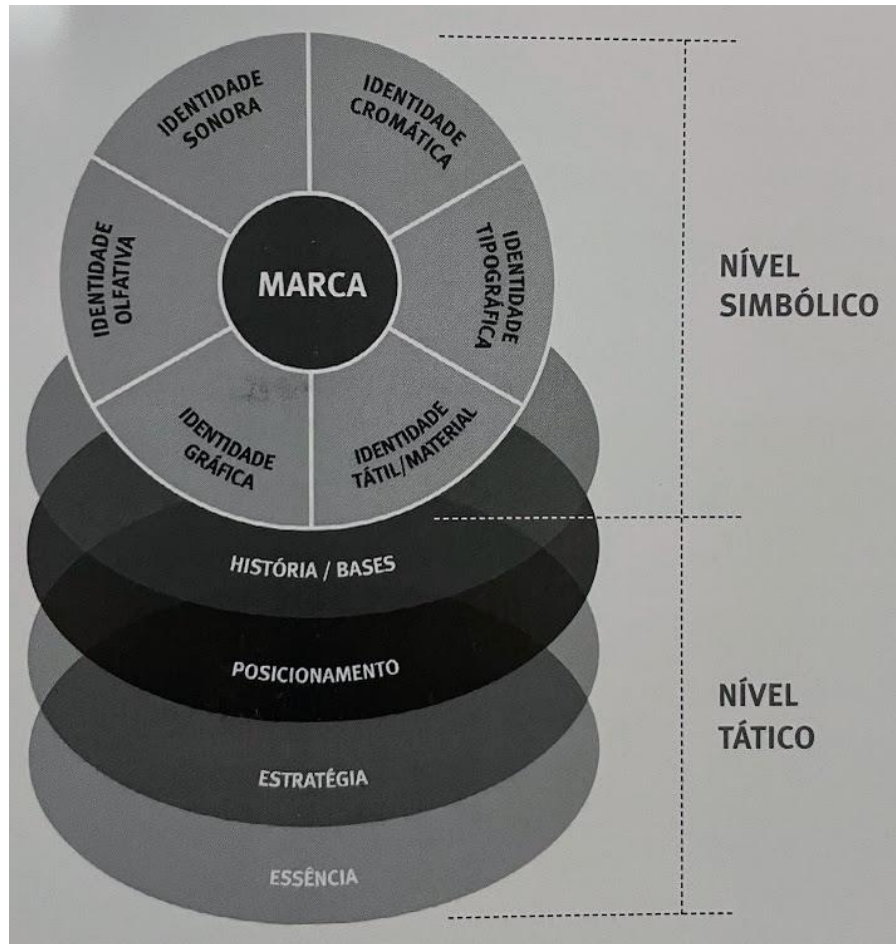 IDENTIDADE
SONORA
IDENTIDADE
CROMÁTICA
IDENTIDADE
OLFATIVA
MARCA
IDENTIDADE
TIPOGRÁFICA
IDENTIDADE
GRÁFICA
IDENTIDADE
TÁTIL/MATERIAL
NÍVEL
SIMBÓLICO
HISTÓRIA / BASES
POSICIONAMENTO
ESTRATÉGIA
ESSÊNCIA
NÍVEL
TÁTICO